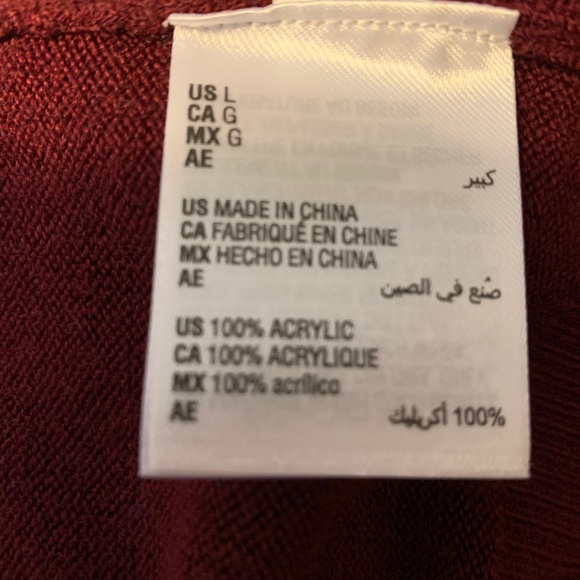 US L
CA G
MX G
AE كبير
US MADE IN CHINA
CA FABRIQUÉ EN CHINE
MX HECHO EN CHINA
AE صُنع في الصين
US 100% ACRYLIC
CA 100% ACRYLIQUE
MX 100% acrílico
AE 100% أكريليك